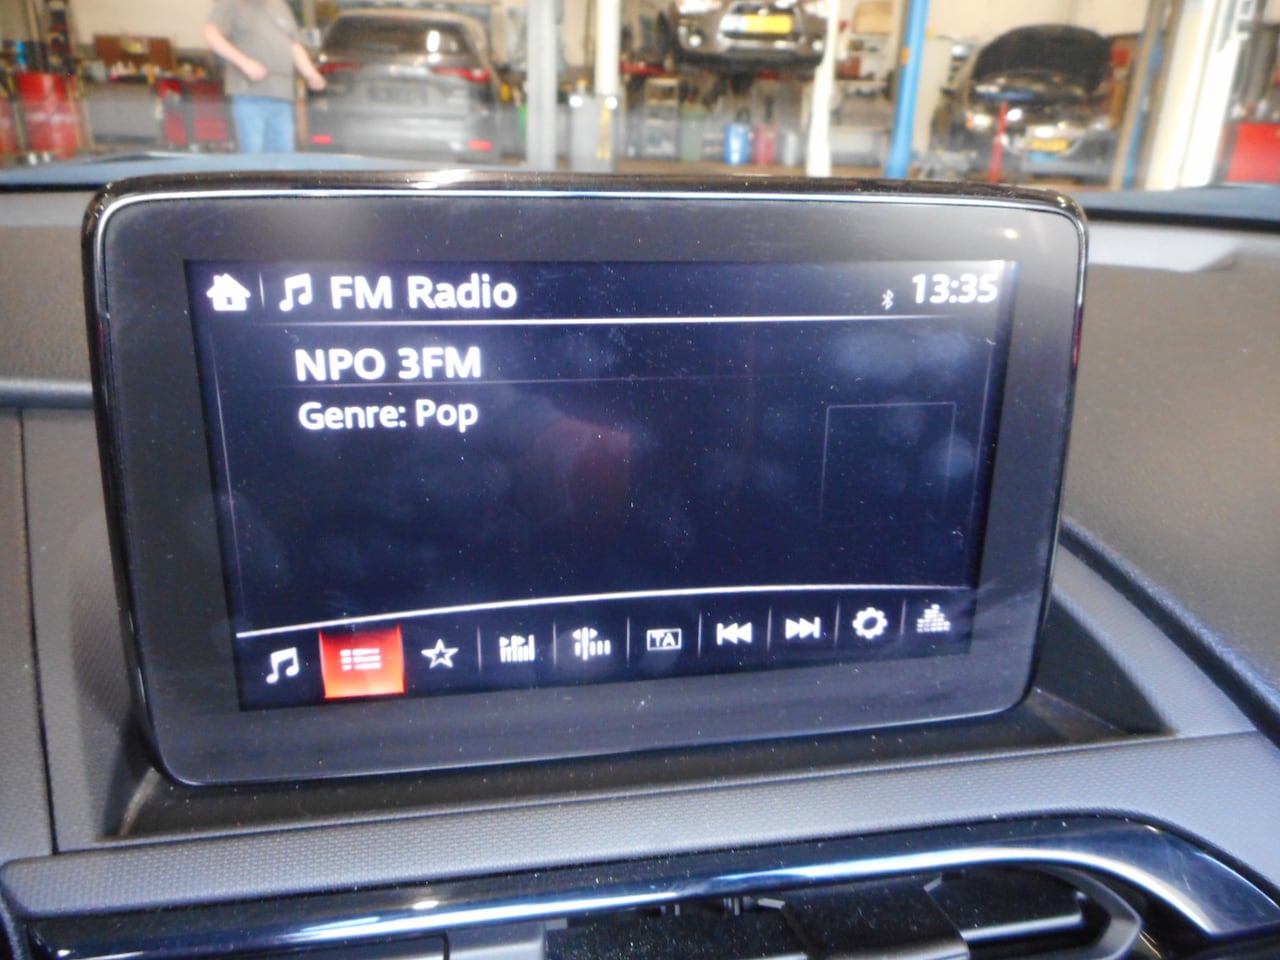 FM Radio 13:35
NPO 3FM
Genre: Pop
TA